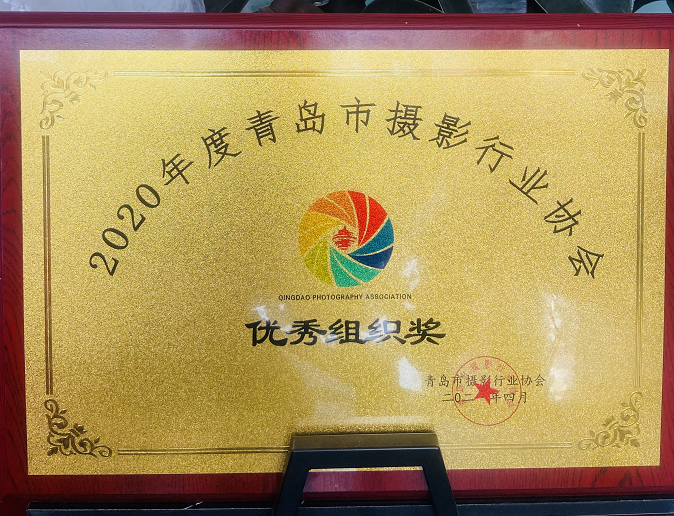 2020年度青岛市摄影行业协会
QINGDAO PHOTOGRAPHY ASSOCIATION
优秀组织奖
青岛市摄影行业协会
二〇二 年四月